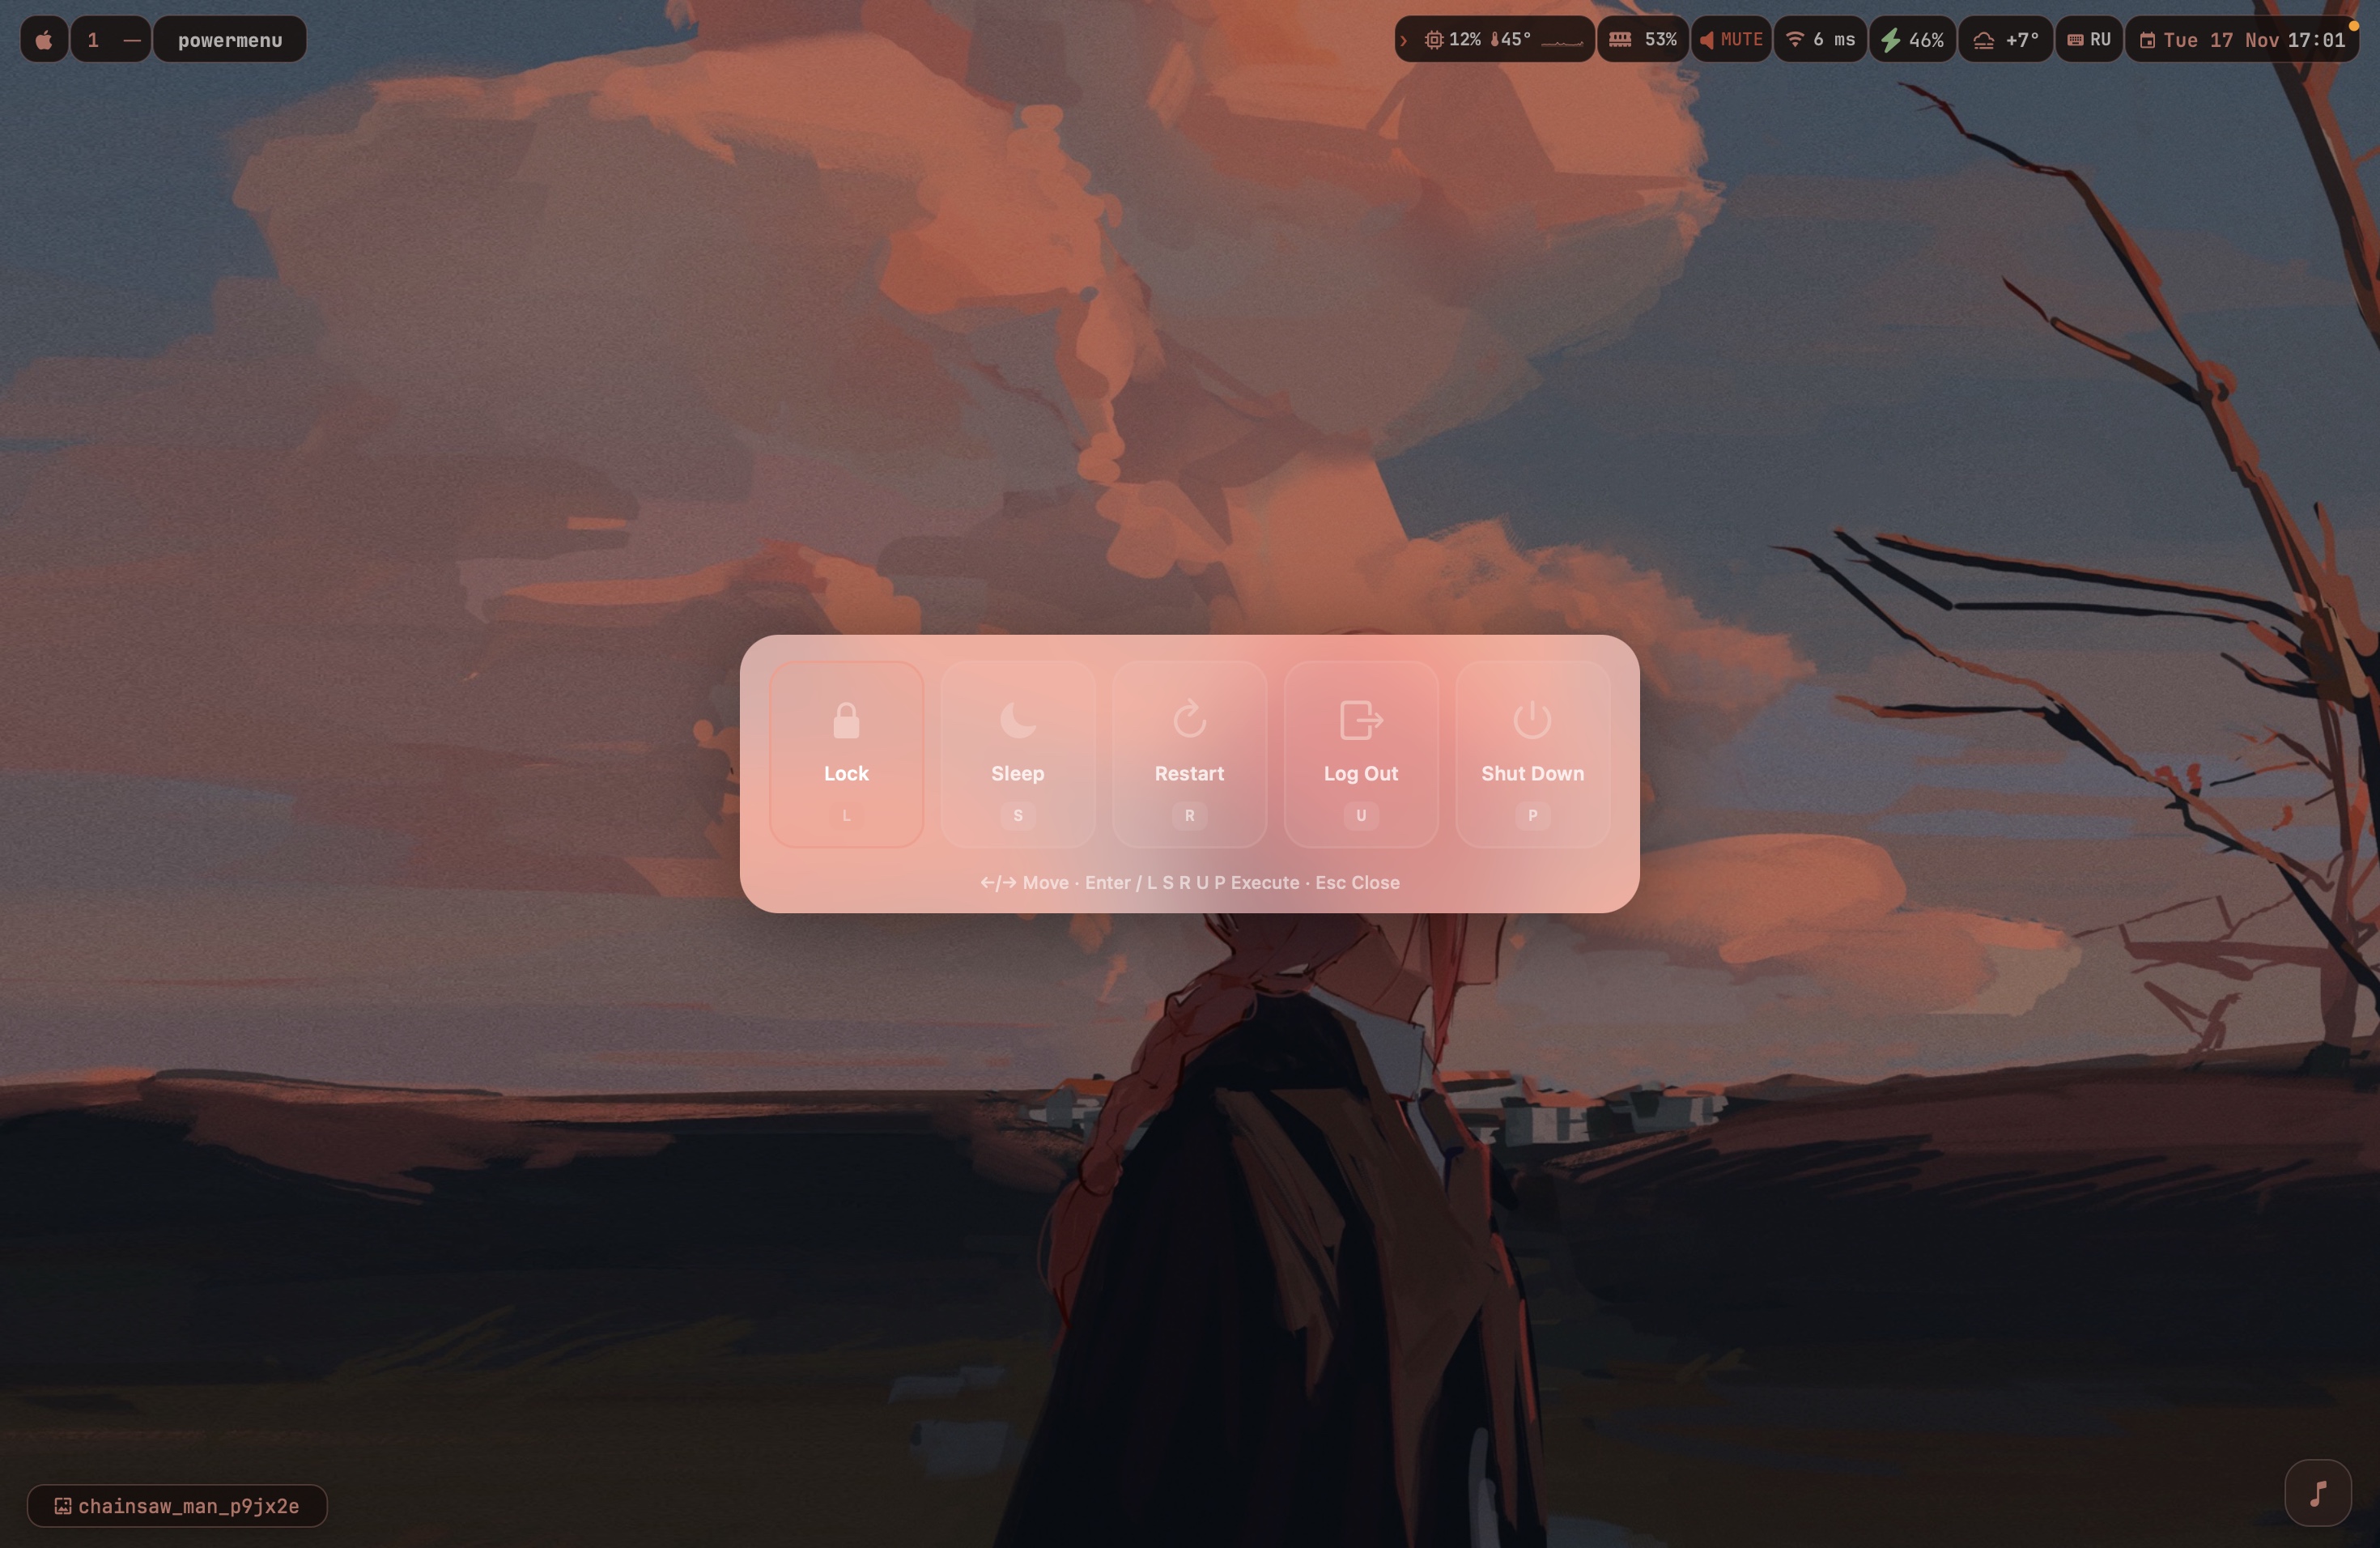 1 — powermenu
› 12% 45° 53% MUTE 6 ms 46% +7° RU Tue 17 Nov 17:01
Lock Sleep Restart Log Out Shut Down
L S R U P
←/→ Move · Enter / L S R U P Execute · Esc Close
chainsaw_man_p9jx2e